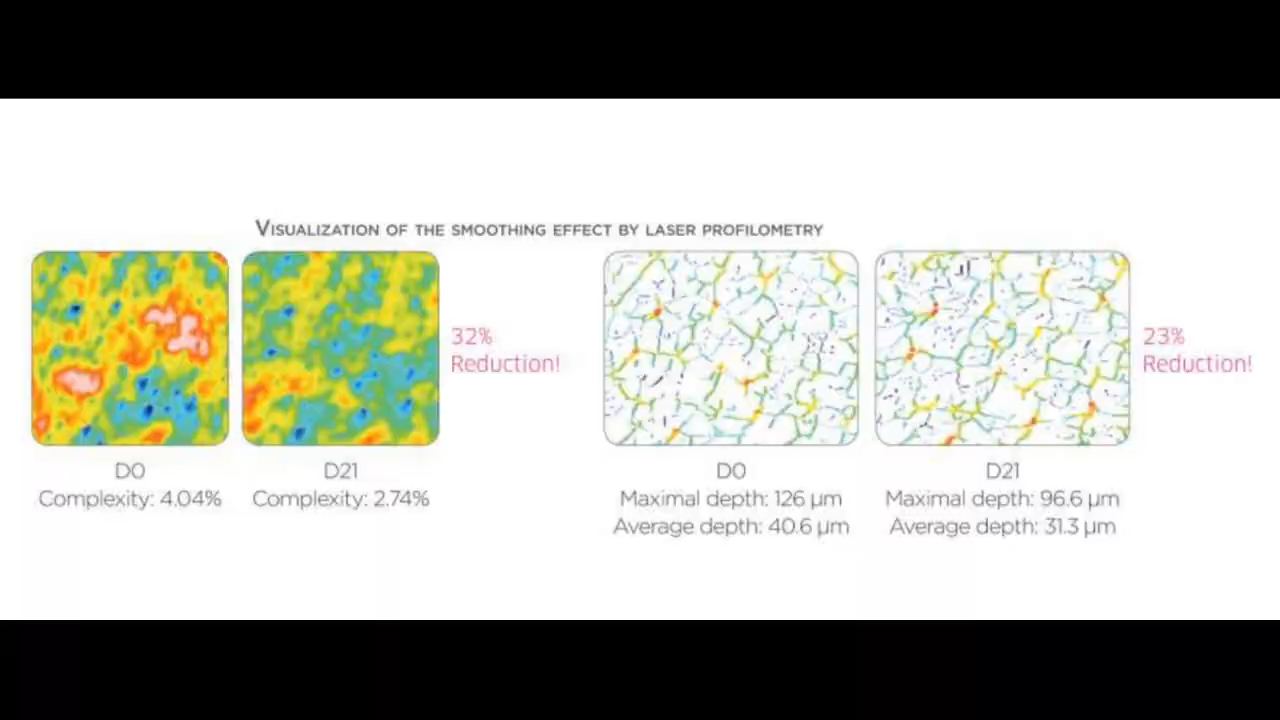 Visualization of the smoothing effect by laser profilometry
32%
Reduction!
23%
Reduction!
D0
Complexity: 4.04%
D21
Complexity: 2.74%
D0
Maximal depth: 126 µm
Average depth: 40.6 µm
D21
Maximal depth: 96.6 µm
Average depth: 31.3 µm